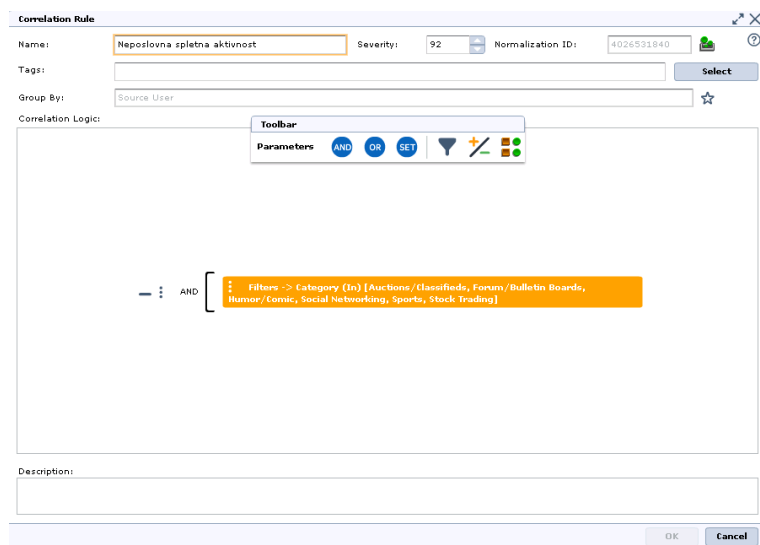 Correlation Rule
Name: Neposlovna spletna aktivnost Severity: 92 Normalization ID: 4026531840
Tags: Select
Group By: Source User
Correlation Logic:
Toolbar
Parameters AND OR SET
AND
Filters -> Category (In) [Auctions/Classifieds, Forum/Bulletin Boards,
Humor/Comic, Social Networking, Sports, Stock Trading]
Description:
OK Cancel